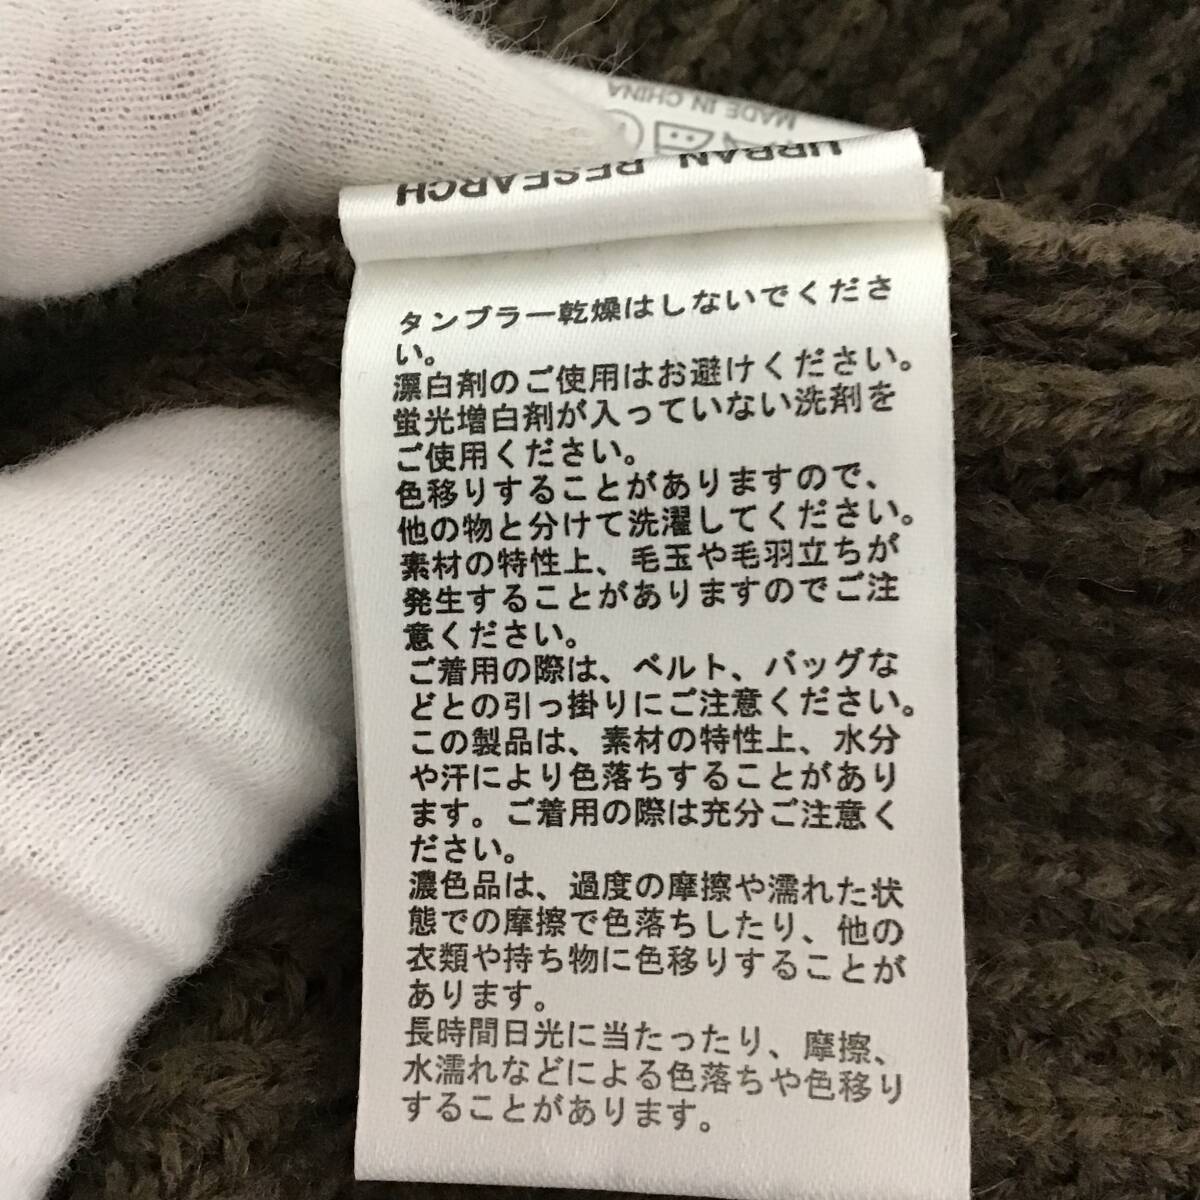 MADE IN CHINA
URBAN RESEARCH
タンブラー乾燥はしないでくださ
い。
漂白剤のご使用はお避けください。
蛍光増白剤が入っていない洗剤を
ご使用ください。
色移りすることがありますので、
他の物と分けて洗濯してください。
素材の特性上、毛玉や毛羽立ちが
発生することがありますのでご注
意ください。
ご着用の際は、ベルト、バッグな
どとの引っ掛りにご注意ください。
この製品は、素材の特性上、水分
や汗により色落ちすることがあり
ます。ご着用の際は充分ご注意く
ださい。
濃色品は、過度の摩擦や濡れた状
態での摩擦で色落ちしたり、他の
衣類や持ち物に色移りすることが
あります。
長時間日光に当たったり、摩擦、
水濡れなどによる色落ちや色移り
することがあります。